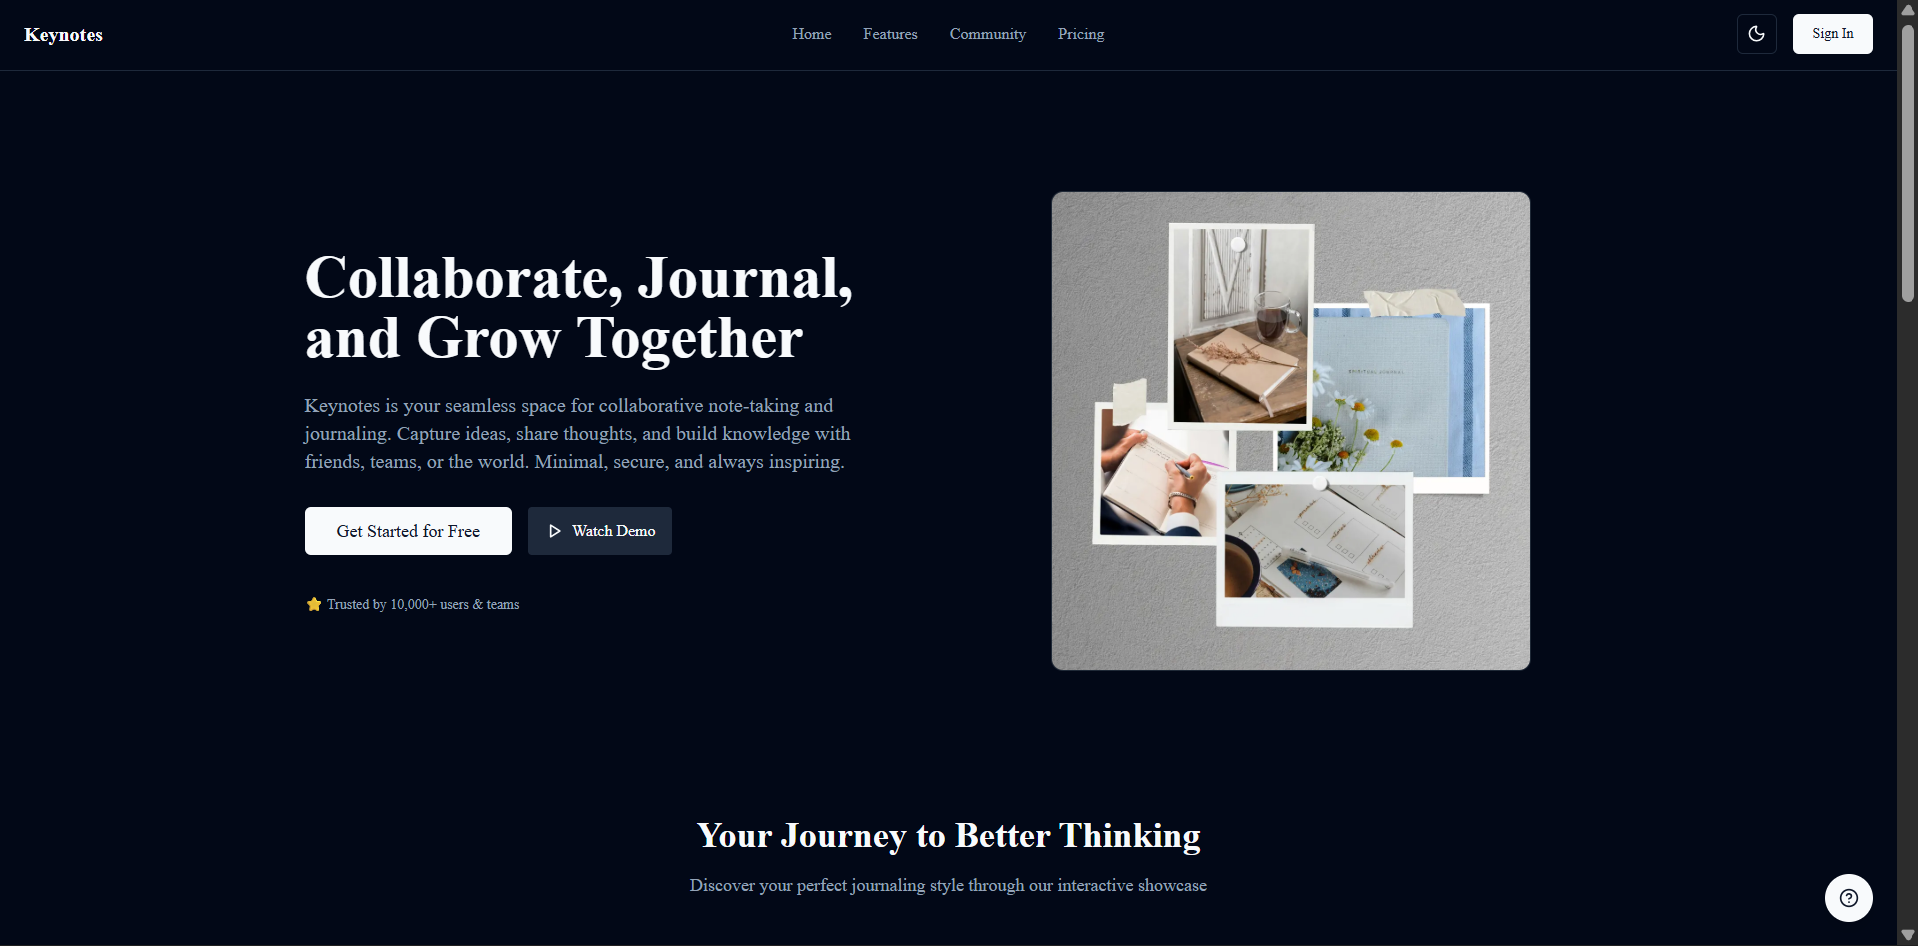 Keynotes
Home
Features
Community
Pricing
Sign In
Collaborate, Journal,
and Grow Together
Keynotes is your seamless space for collaborative note-taking and
journaling. Capture ideas, share thoughts, and build knowledge with
friends, teams, or the world. Minimal, secure, and always inspiring.
Get Started for Free
Watch Demo
Trusted by 10,000+ users & teams
Your Journey to Better Thinking
Discover your perfect journaling style through our interactive showcase